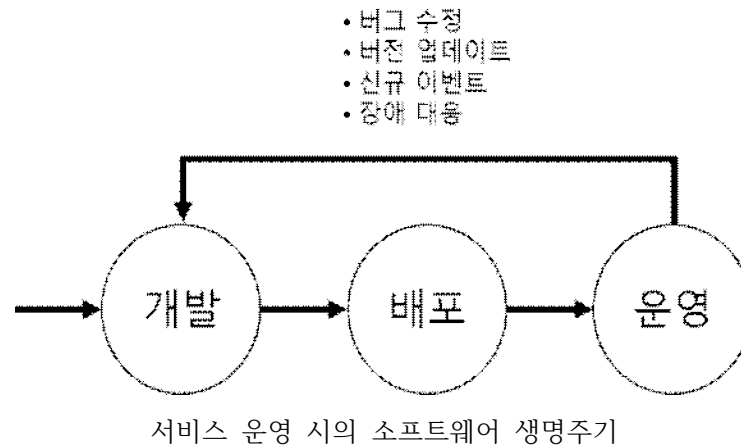 • 버그 수정
• 버전 업데이트
• 신규 이벤트
• 장애 대응
개발
배포
운영
서비스 운영 시의 소프트웨어 생명주기